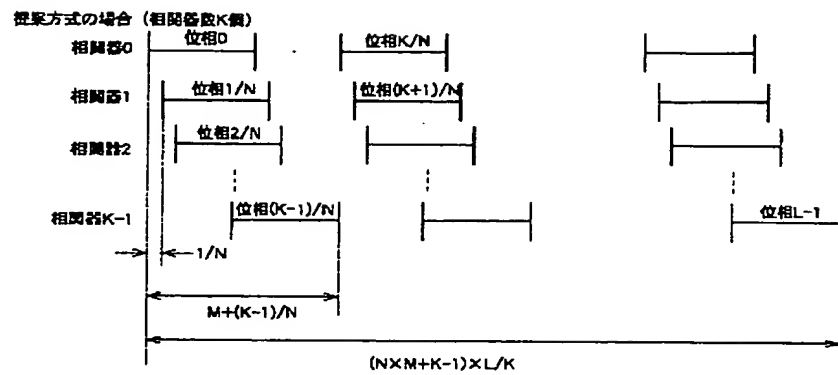 提案方式の場合（相関器数K個）
相関器0 位相0 位相K/N
相関器1 位相1/N 位相(K+1)/N
相関器2 位相2/N
相関器K-1 位相(K-1)/N 位相L-1
1/N
M+(K-1)/N
(N×M+K-1)×L/K